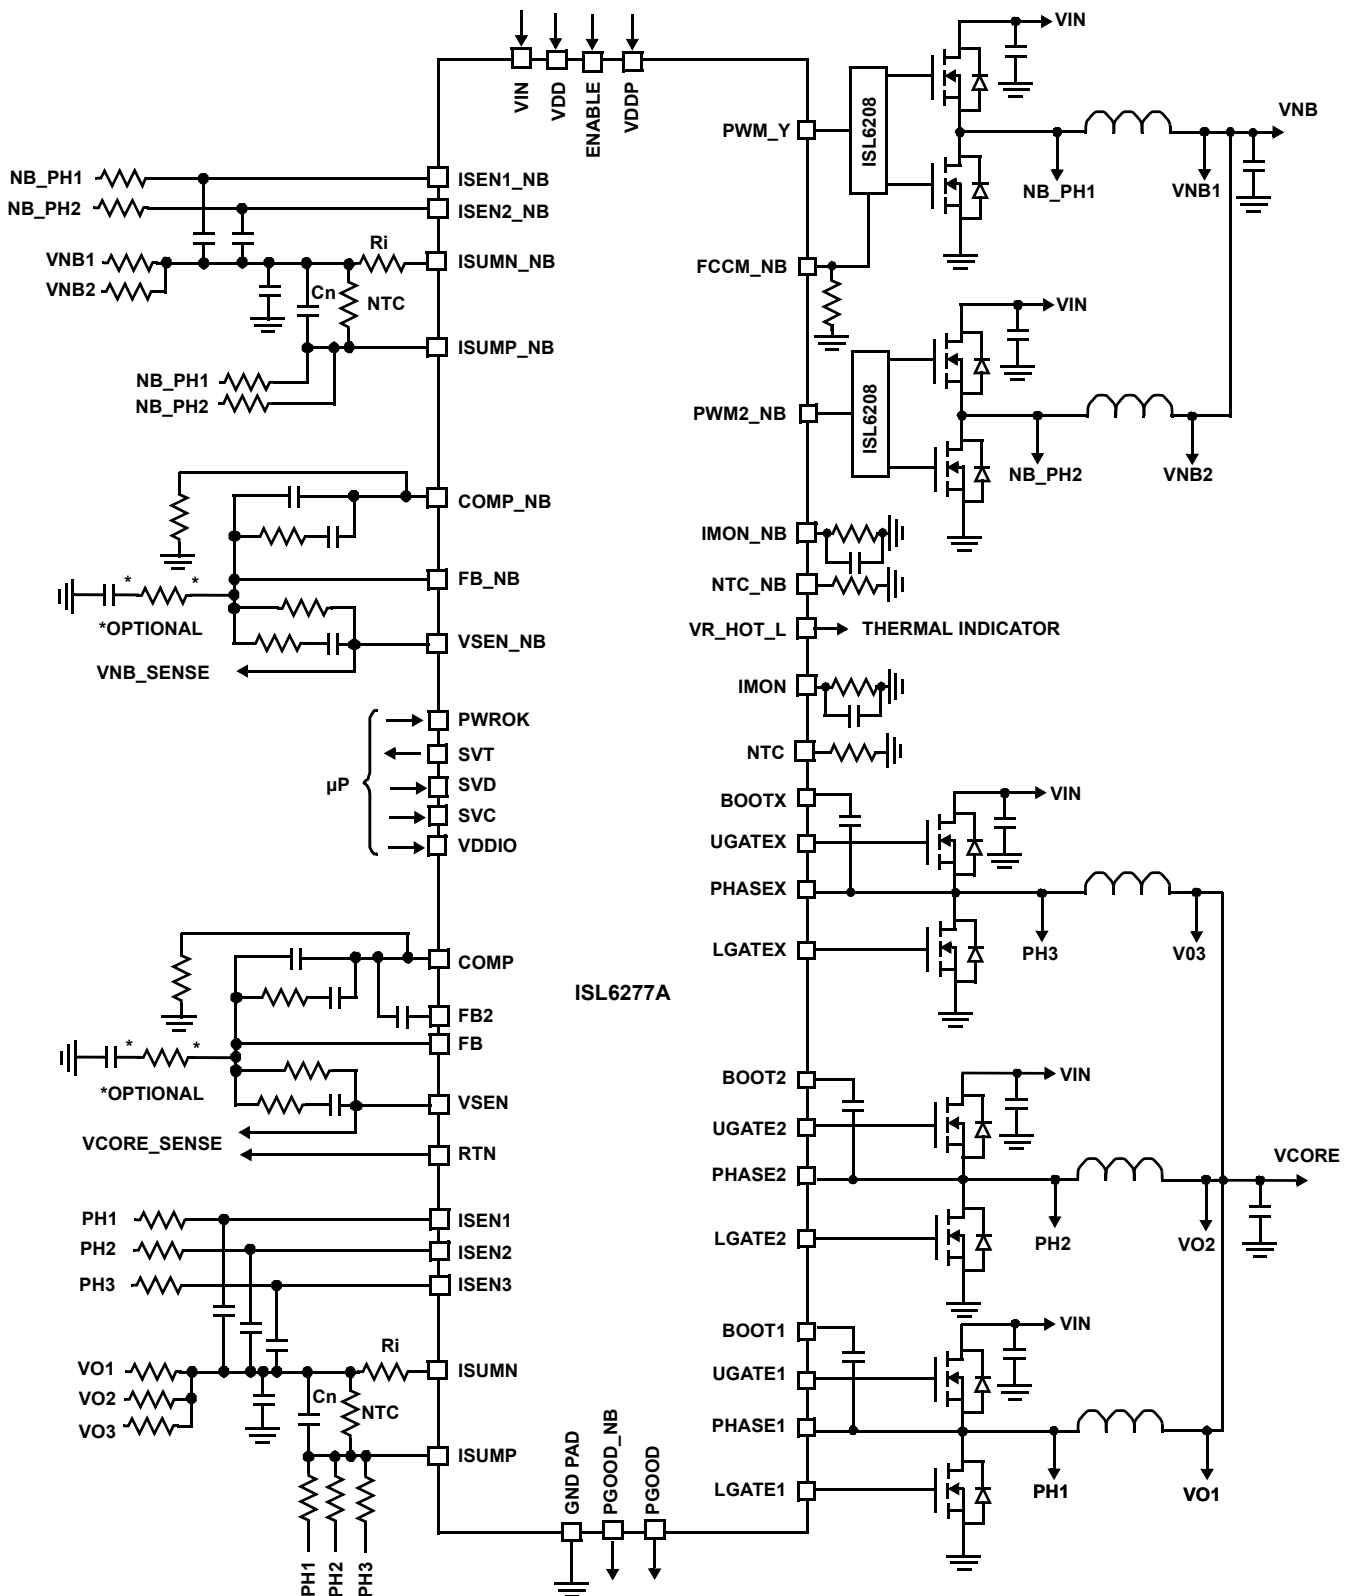 VIN
VDD
ENABLE
VDDP
NB_PH1
NB_PH2
VNB1
VNB2
Ri
Cn
NTC
NB_PH1
NB_PH2
ISEN1_NB
ISEN2_NB
ISUMN_NB
ISUMP_NB
COMP_NB
FB_NB
VSEN_NB
* *
*OPTIONAL
VNB_SENSE
µP
PWROK
SVT
SVD
SVC
VDDIO
COMP
FB2
FB
* *
*OPTIONAL
VSEN
VCORE_SENSE
RTN
PH1
PH2
PH3
ISEN1
ISEN2
ISEN3
VO1
VO2
VO3
Ri
Cn
NTC
ISUMN
ISUMP
PH1
PH2
PH3
ISL6277A
GND PAD
PGOOD_NB
PGOOD
PWM_Y
ISL6208
VIN
NB_PH1
VNB1
VNB
FCCM_NB
PWM2_NB
ISL6208
VIN
NB_PH2
VNB2
IMON_NB
NTC_NB
VR_HOT_L
THERMAL INDICATOR
IMON
NTC
BOOTX
UGATEX
PHASEX
LGATEX
VIN
PH3
V03
BOOT2
UGATE2
PHASE2
LGATE2
VIN
PH2
VO2
VCORE
BOOT1
UGATE1
PHASE1
LGATE1
VIN
PH1
VO1